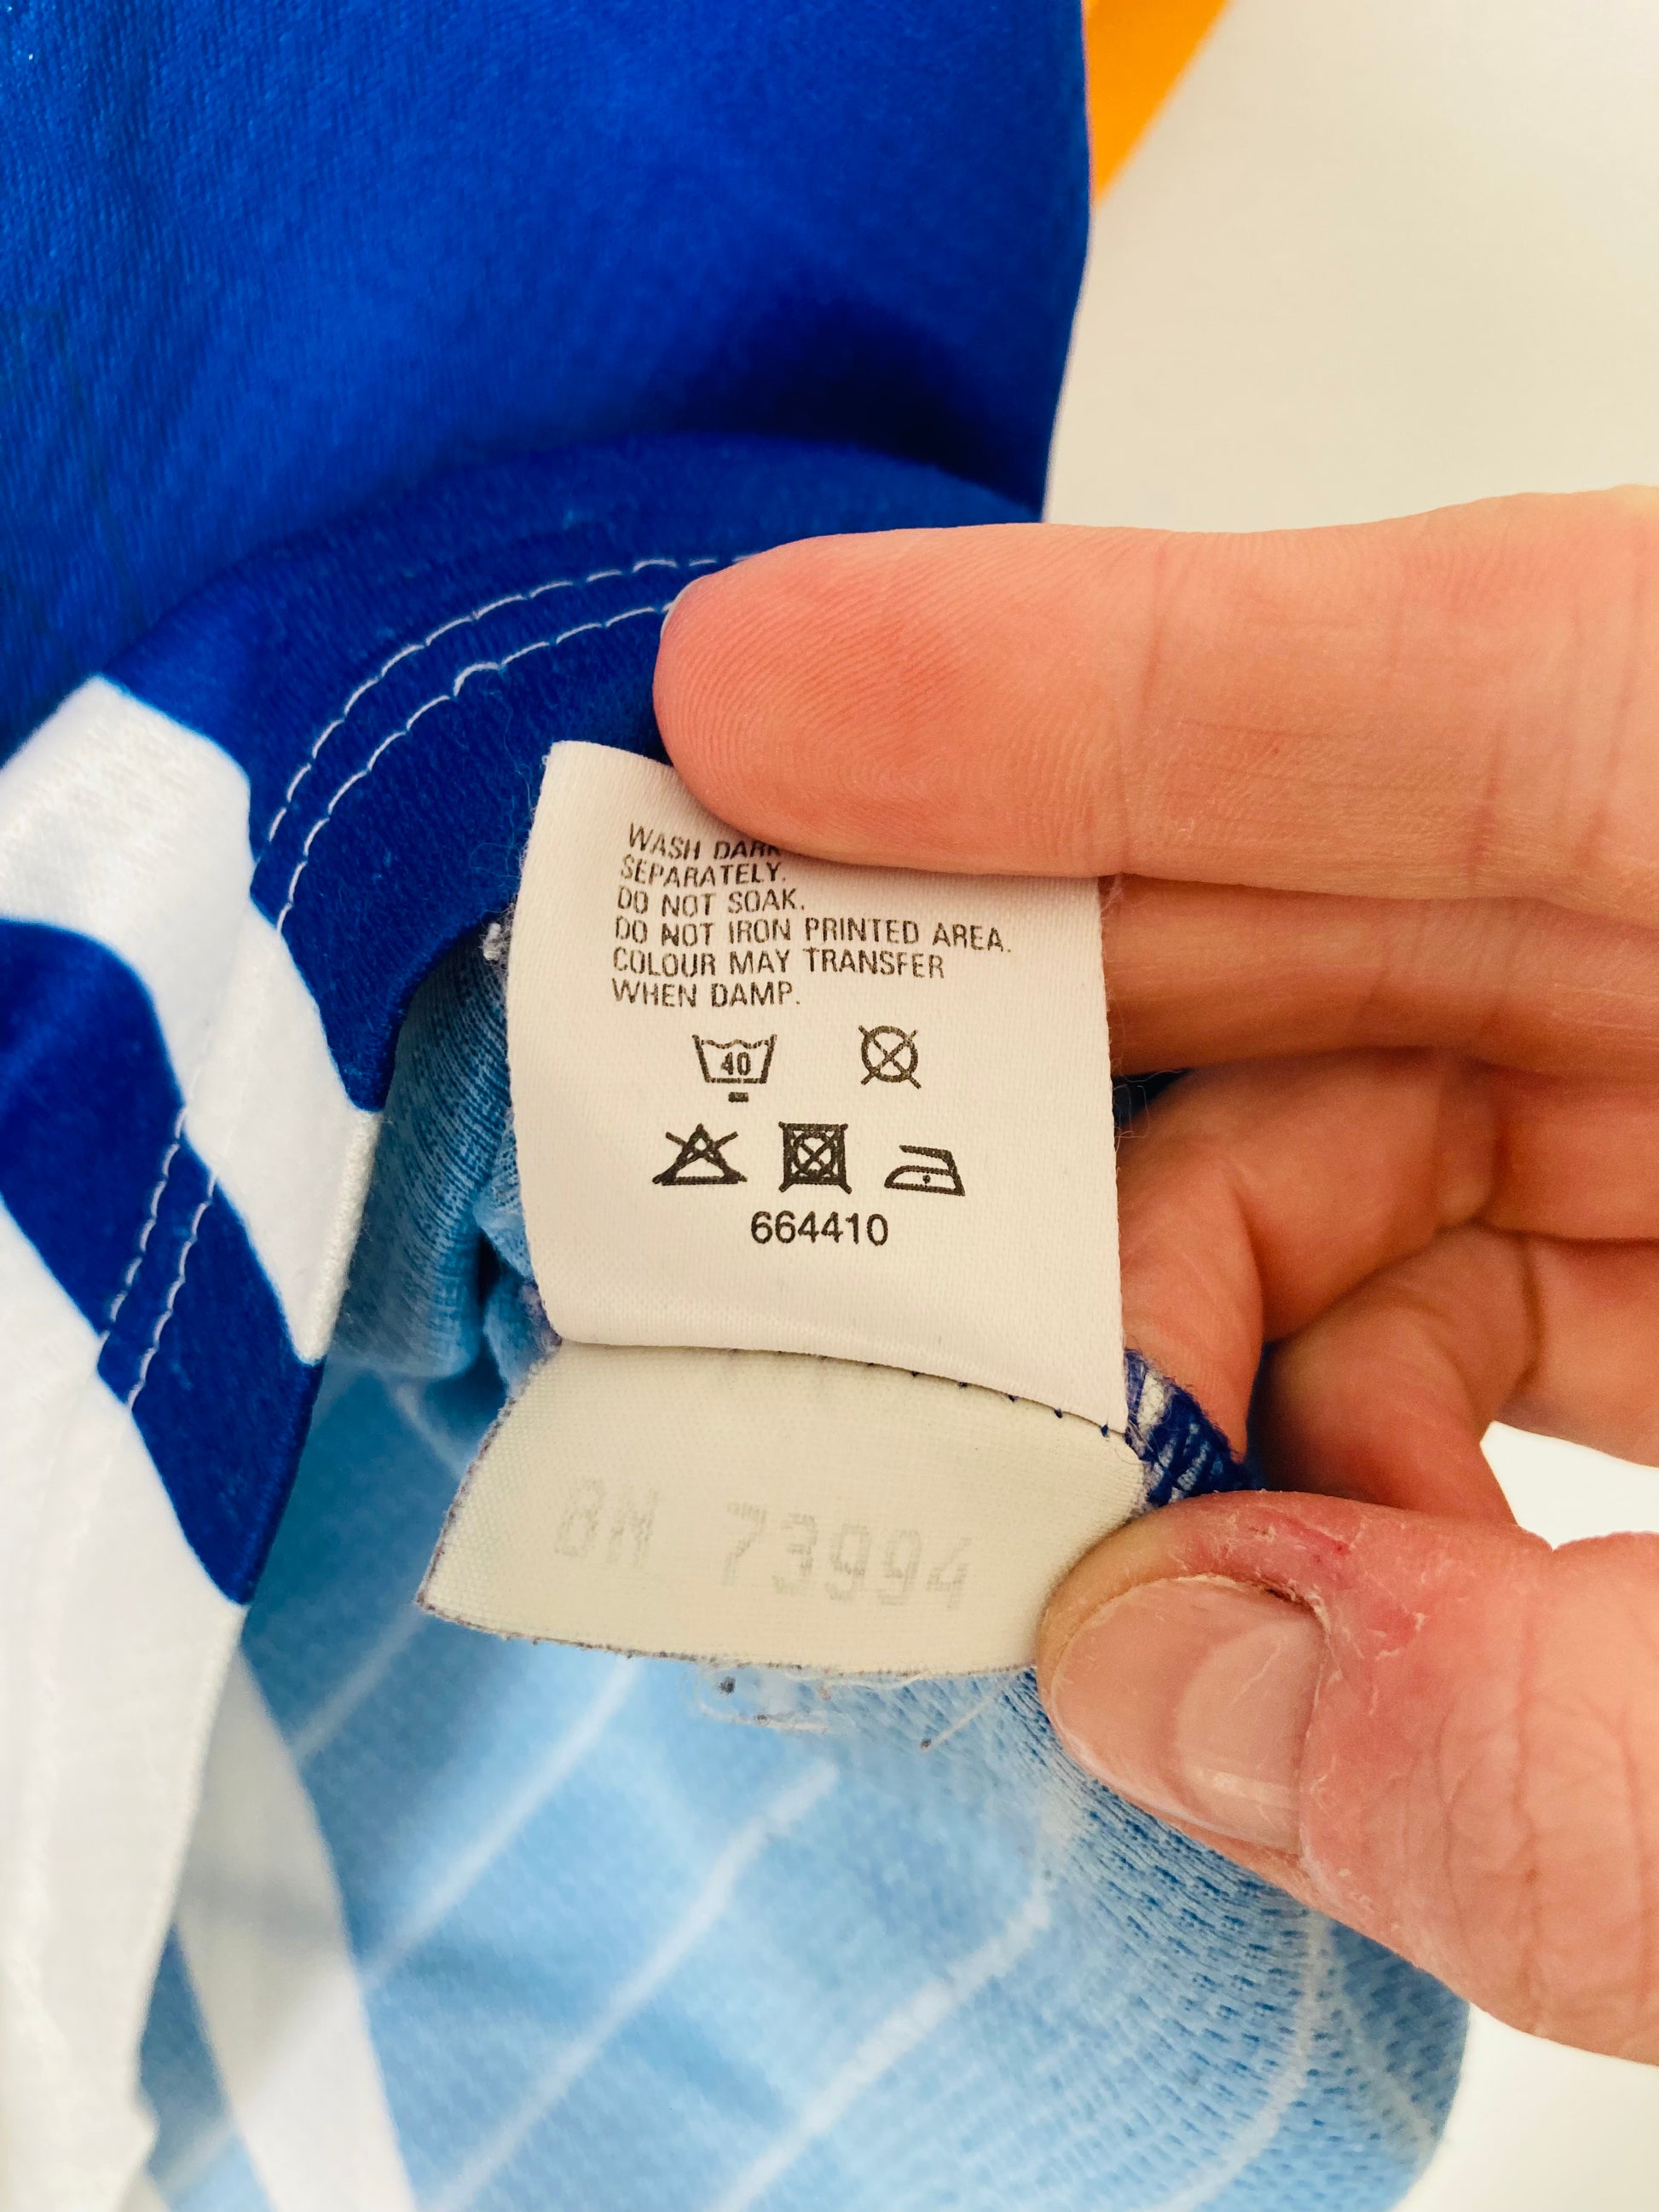 WASH DARK
SEPARATELY.
DO NOT SOAK.
DO NOT IRON PRINTED AREA.
COLOUR MAY TRANSFER
WHEN DAMP.
40
664410
73994